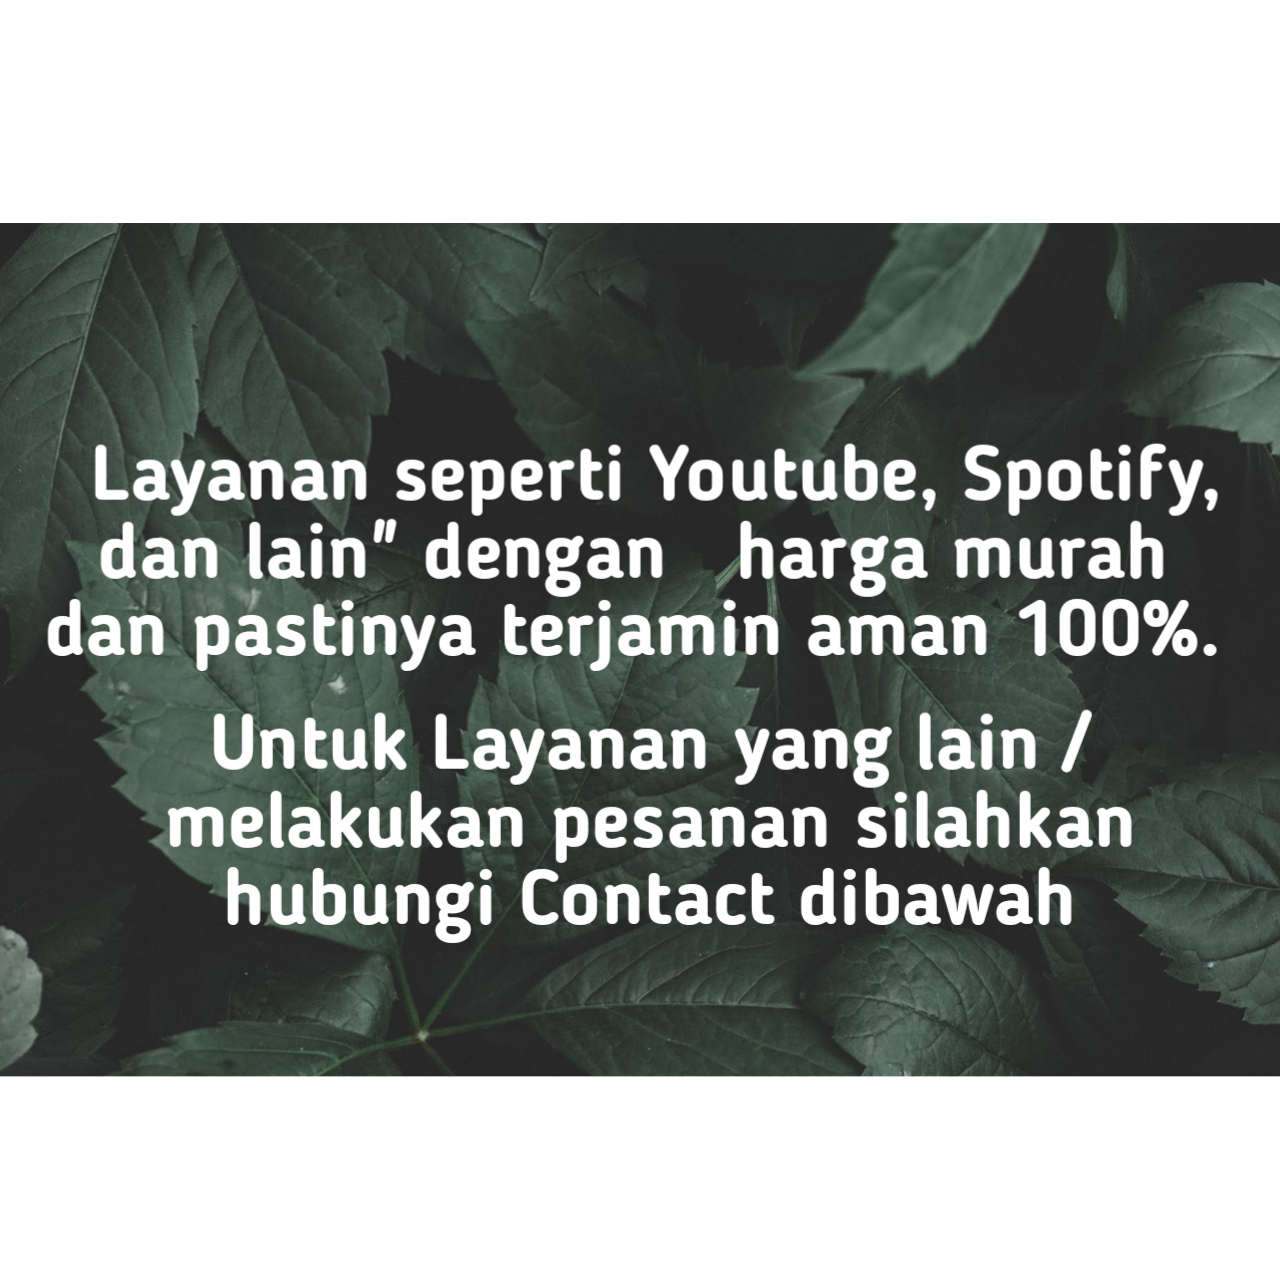 Layanan seperti Youtube, Spotify,
dan lain" dengan harga murah
dan pastinya terjamin aman 100%.
Untuk Layanan yang lain /
melakukan pesanan silahkan
hubungi Contact dibawah